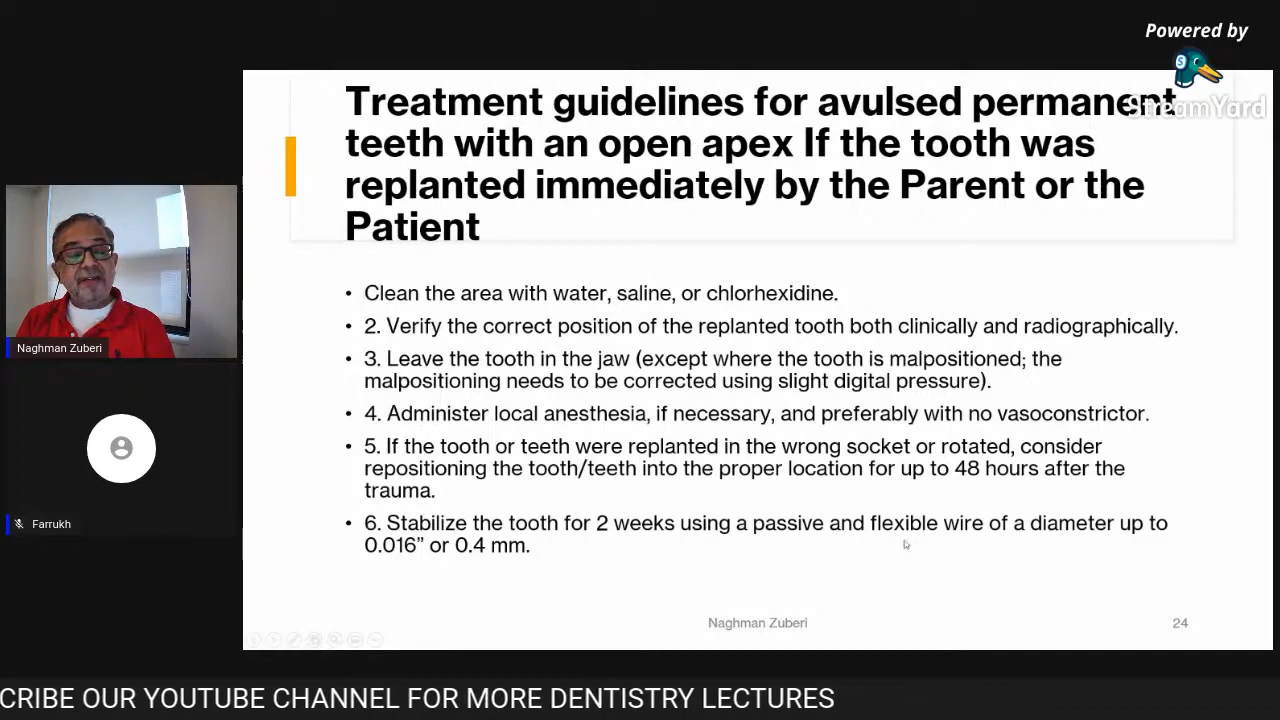 Powered by
StreamYard
Treatment guidelines for avulsed permanent
teeth with an open apex If the tooth was
replanted immediately by the Parent or the
Patient
• Clean the area with water, saline, or chlorhexidine.
• 2. Verify the correct position of the replanted tooth both clinically and radiographically.
• 3. Leave the tooth in the jaw (except where the tooth is malpositioned; the
malpositioning needs to be corrected using slight digital pressure).
• 4. Administer local anesthesia, if necessary, and preferably with no vasoconstrictor.
• 5. If the tooth or teeth were replanted in the wrong socket or rotated, consider
repositioning the tooth/teeth into the proper location for up to 48 hours after the
trauma.
• 6. Stabilize the tooth for 2 weeks using a passive and flexible wire of a diameter up to
0.016” or 0.4 mm.
Naghman Zuberi
24
Naghman Zuberi
Farrukh
CRIBE OUR YOUTUBE CHANNEL FOR MORE DENTISTRY LECTURES